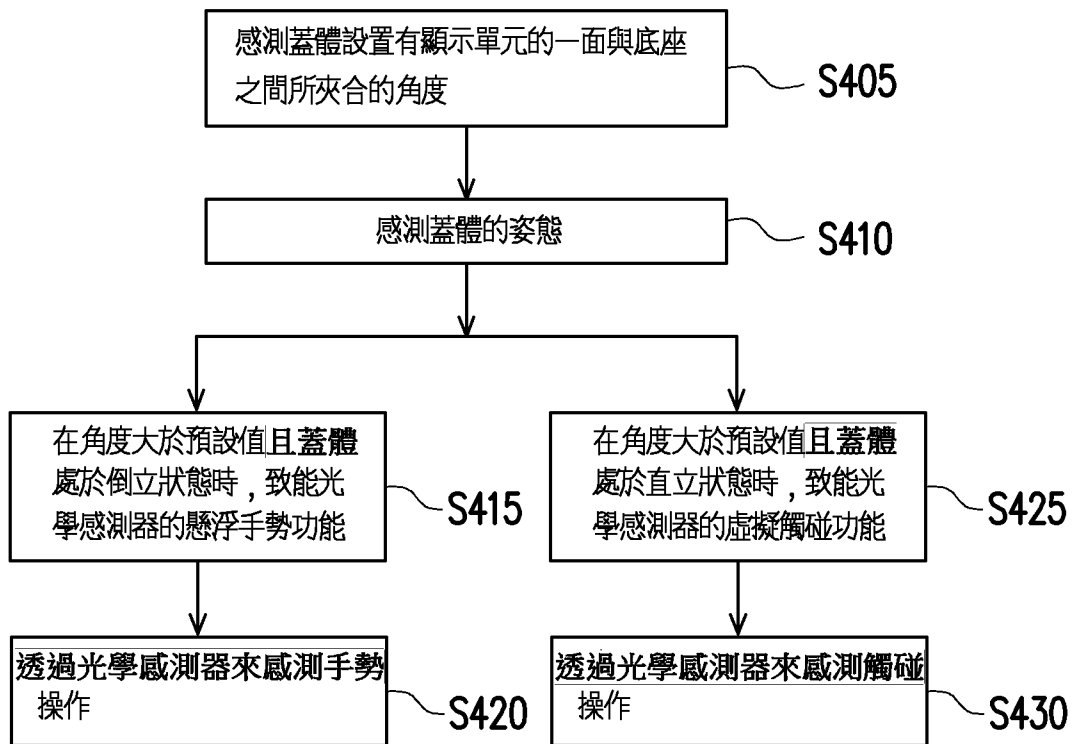 感測蓋體設置有顯示單元的一面與底座
之間所夾合的角度
S405
感測蓋體的姿態
S410
在角度大於預設值且蓋體
處於倒立狀態時，致能光
學感測器的懸浮手勢功能
S415
在角度大於預設值且蓋體
處於直立狀態時，致能光
學感測器的虛擬觸碰功能
S425
透過光學感測器來感測手勢
操作
S420
透過光學感測器來感測觸碰
操作
S430